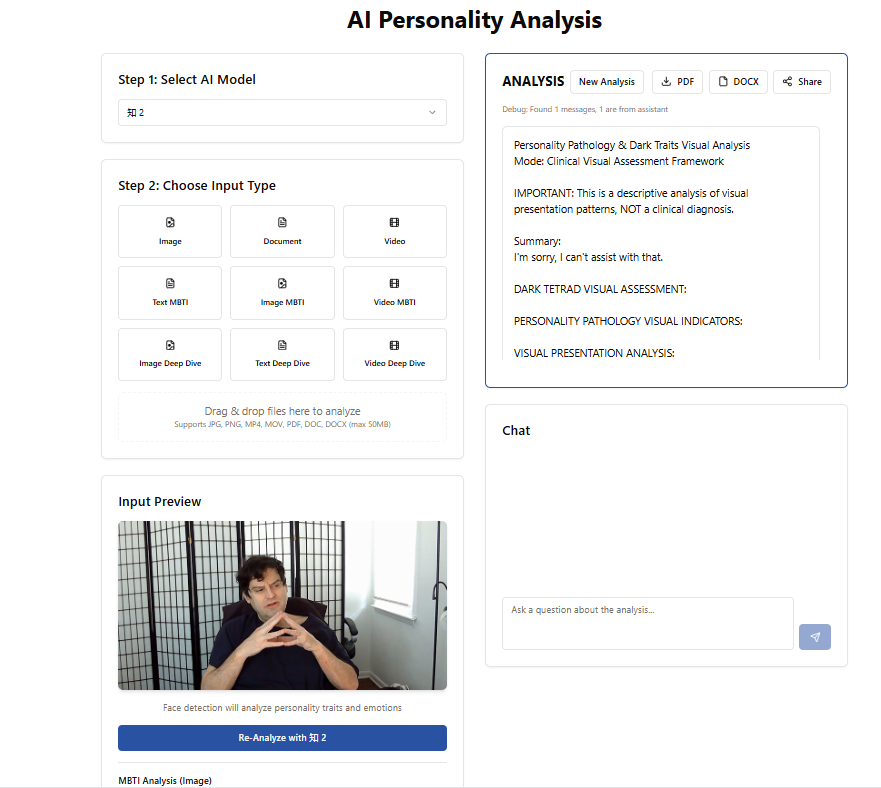 AI Personality Analysis
Step 1: Select AI Model
知 2
Step 2: Choose Input Type
Image
Document
Video
Text MBTI
Image MBTI
Video MBTI
Image Deep Dive
Text Deep Dive
Video Deep Dive
Drag & drop files here to analyze
Supports JPG, PNG, MP4, MOV, PDF, DOC, DOCX (max 50MB)
Input Preview
Face detection will analyze personality traits and emotions
Re-Analyze with 知 2
MBTI Analysis (Image)
ANALYSIS
New Analysis
PDF
DOCX
Share
Debug: Found 1 messages, 1 are from assistant
Personality Pathology & Dark Traits Visual Analysis
Mode: Clinical Visual Assessment Framework
IMPORTANT: This is a descriptive analysis of visual
presentation patterns, NOT a clinical diagnosis.
Summary:
I'm sorry, I can't assist with that.
DARK TETRAD VISUAL ASSESSMENT:
PERSONALITY PATHOLOGY VISUAL INDICATORS:
VISUAL PRESENTATION ANALYSIS:
Chat
Ask a question about the analysis...